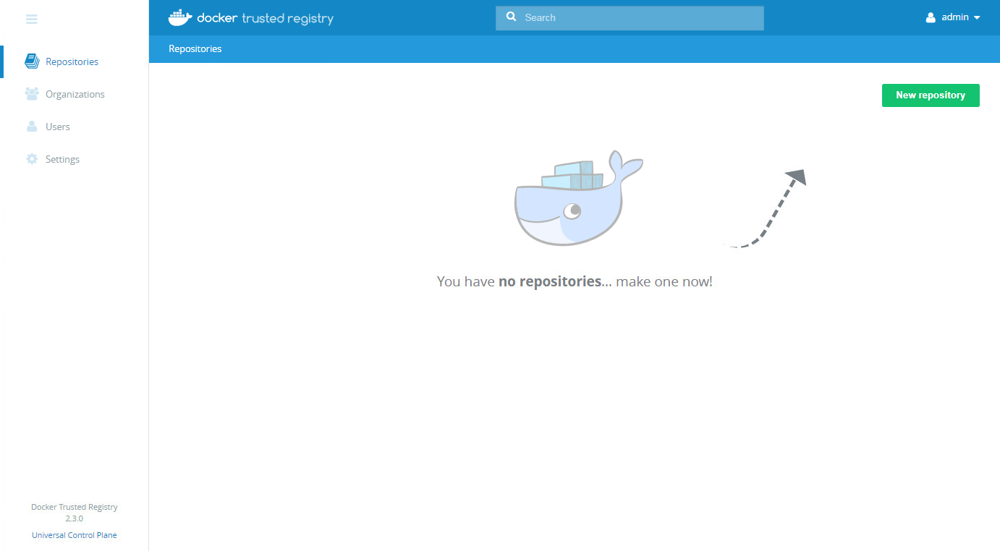 docker trusted registry
Search
admin
Repositories
Repositories
Organizations
Users
Settings
New repository
You have no repositories... make one now!
Docker Trusted Registry
2.3.0
Universal Control Plane